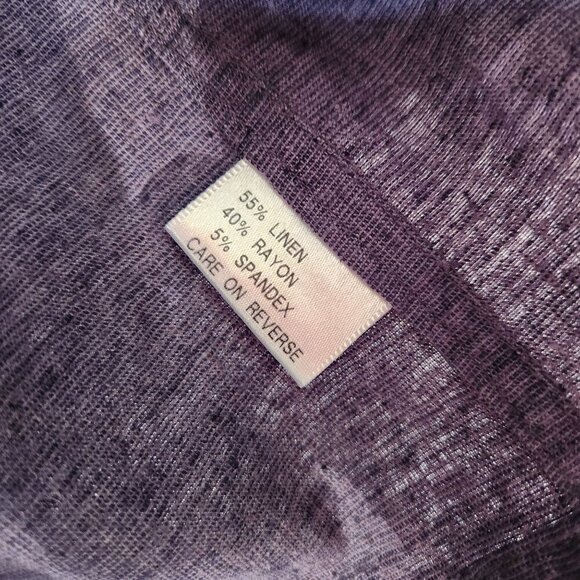 55% LINEN
40% RAYON
5% SPANDEX
CARE ON REVERSE